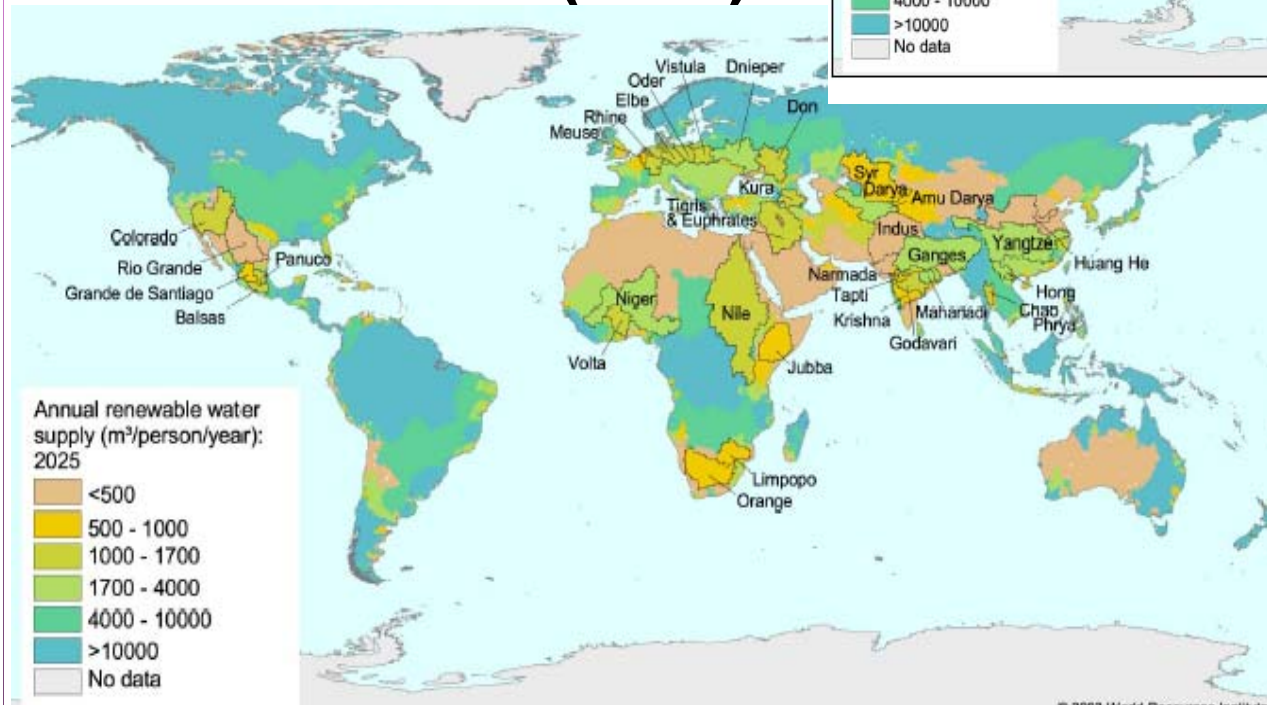 >10000
No data
Vistula
Dnieper
Oder
Elbe
Don
Rhine
Meuse
Syr
Darya
Kura
Amu Darya
Tigris
& Euphrates
Indus
Colorado
Yangtze
Ganges
Panuco
Huang He
Rio Grande
Narmada
Grande de Santiago
Niger
Tapti
Hong
Nile
Balsas
Krishna
Mahanadi
Chao
Phrya
Godavari
Volta
Jubba
Limpopo
Orange
Annual renewable water
supply (m³/person/year):
2025
<500
500 - 1000
1000 - 1700
1700 - 4000
4000 - 10000
>10000
No data